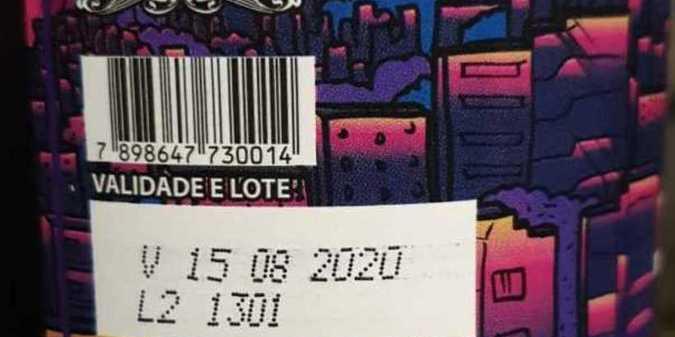 7 898647 730014
VALIDADE E LOTE:
V 15 08 2020
L2 1301